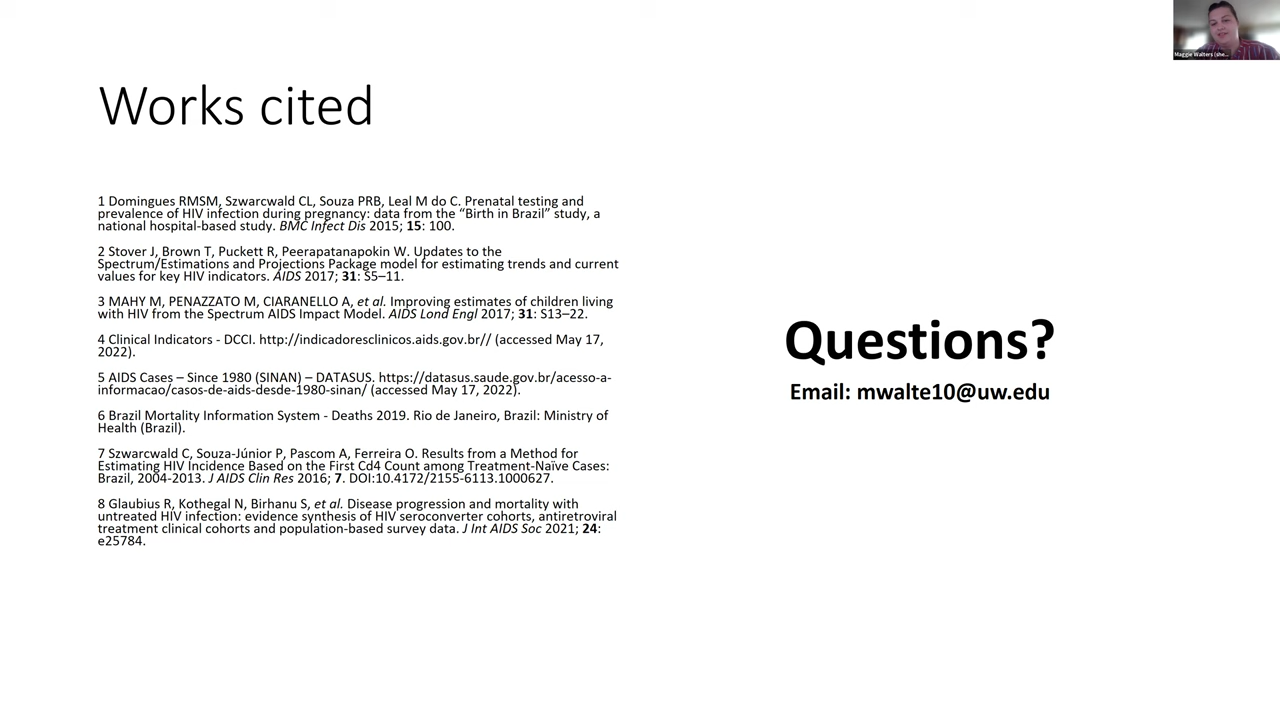 Maggie Walters (she...
Works cited
1 Domingues RMSM, Szwarcwald CL, Souza PRB, Leal M do C. Prenatal testing and
prevalence of HIV infection during pregnancy: data from the “Birth in Brazil” study, a
national hospital-based study. BMC Infect Dis 2015; 15: 100.
2 Stover J, Brown T, Puckett R, Peerapatanapokin W. Updates to the
Spectrum/Estimations and Projections Package model for estimating trends and current
values for key HIV indicators. AIDS 2017; 31: S5–11.
3 MAHY M, PENAZZATO M, CIARANELLO A, et al. Improving estimates of children living
with HIV from the Spectrum AIDS Impact Model. AIDS Lond Engl 2017; 31: S13–22.
4 Clinical Indicators - DCCI. http://indicadoresclinicos.aids.gov.br// (accessed May 17,
2022).
5 AIDS Cases – Since 1980 (SINAN) – DATASUS. https://datasus.saude.gov.br/acesso-a-
informacao/casos-de-aids-desde-1980-sinan/ (accessed May 17, 2022).
6 Brazil Mortality Information System - Deaths 2019. Rio de Janeiro, Brazil: Ministry of
Health (Brazil).
7 Szwarcwald C, Souza-Júnior P, Pascom A, Ferreira O. Results from a Method for
Estimating HIV Incidence Based on the First Cd4 Count among Treatment-Naïve Cases:
Brazil, 2004-2013. J AIDS Clin Res 2016; 7. DOI:10.4172/2155-6113.1000627.
8 Glaubius R, Kothegal N, Birhanu S, et al. Disease progression and mortality with
untreated HIV infection: evidence synthesis of HIV seroconverter cohorts, antiretroviral
treatment clinical cohorts and population-based survey data. J Int AIDS Soc 2021; 24:
e25784.
Questions?
Email: mwalte10@uw.edu